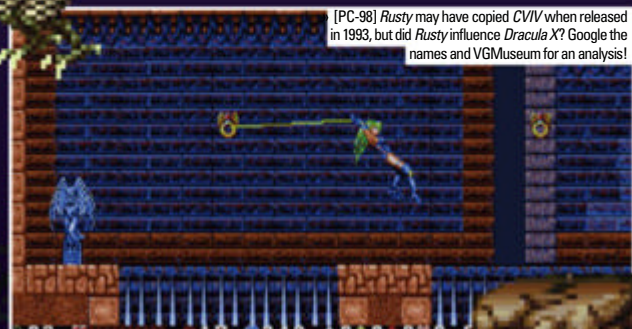 [PC-98] Rusty may have copied CVIV when released
in 1993, but did Rusty influence Dracula X? Google the
names and VGMuseum for an analysis!